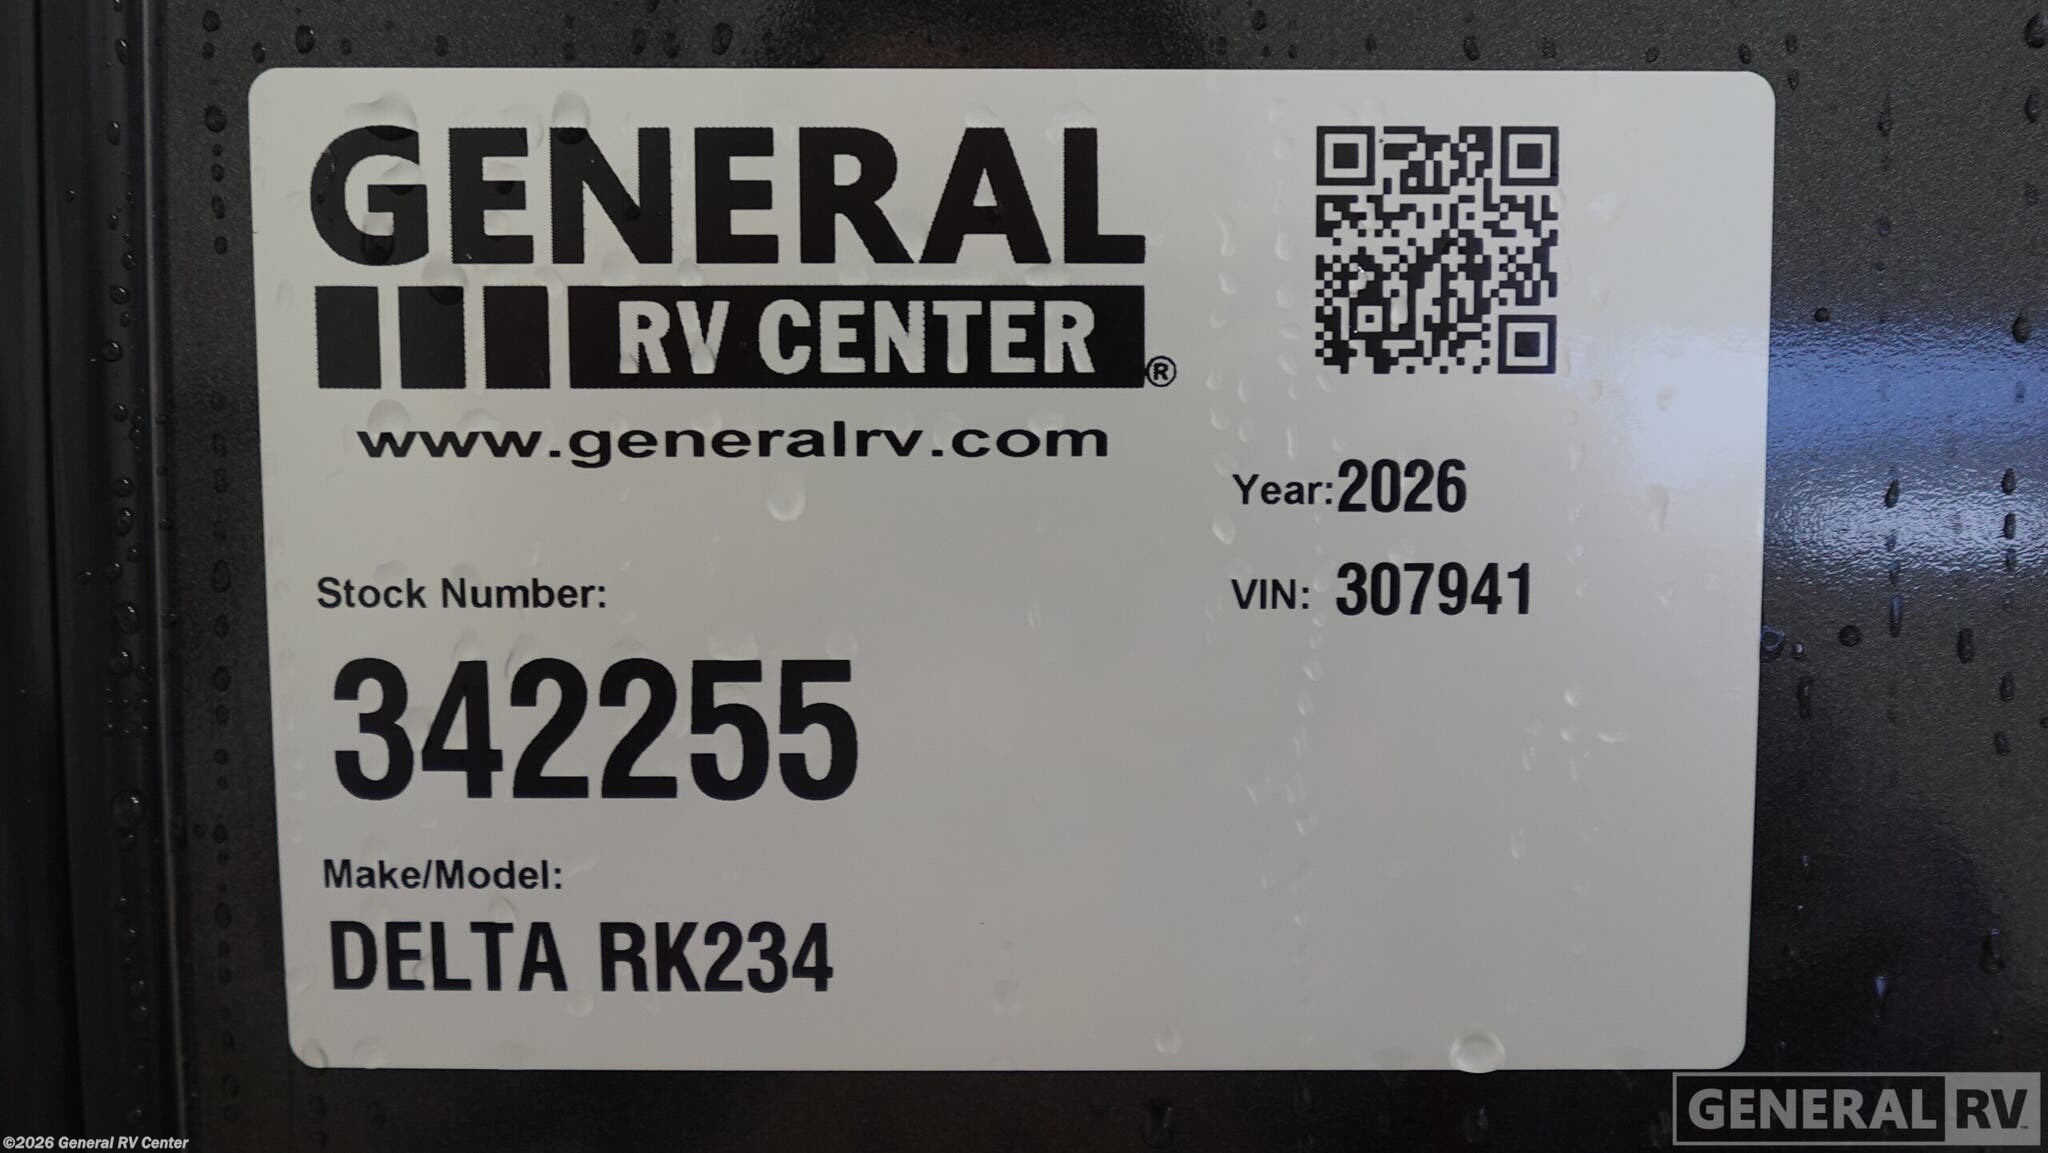 GENERAL
RV CENTER®
www.generalrv.com
Year: 2026
VIN: 307941
Stock Number:
342255
Make/Model:
DELTA RK234
GENERAL RV™
©2026 General RV Center